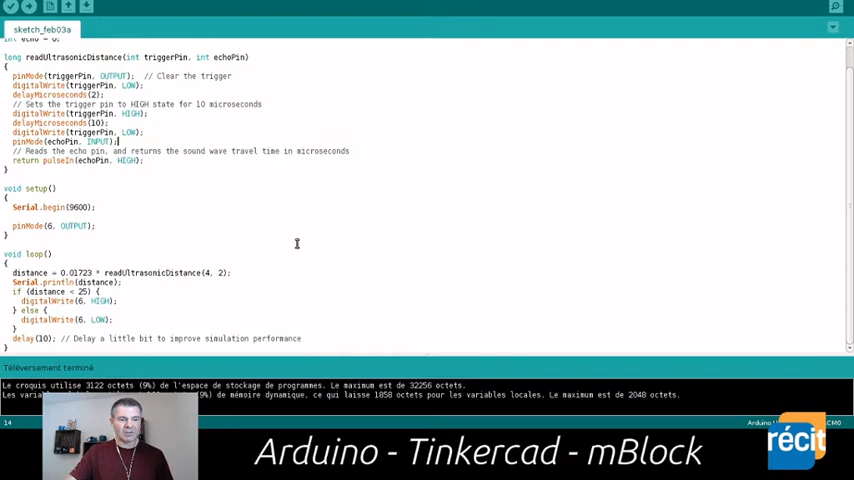 sketch_feb03a
long readUltrasonicDistance(int triggerPin, int echoPin)
{
pinMode(triggerPin, OUTPUT);  // Clear the trigger
digitalWrite(triggerPin, LOW);
delayMicroseconds(2);
// Sets the trigger pin to HIGH state for 10 microseconds
digitalWrite(triggerPin, HIGH);
delayMicroseconds(10);
digitalWrite(triggerPin, LOW);
pinMode(echoPin, INPUT);
// Reads the echo pin, and returns the sound wave travel time in microseconds
return pulseIn(echoPin, HIGH);
}
void setup()
{
Serial.begin(9600);
pinMode(6, OUTPUT);
}
void loop()
{
distance = 0.01723 * readUltrasonicDistance(4, 2);
Serial.println(distance);
if (distance < 25) {
digitalWrite(6, HIGH);
} else {
digitalWrite(6, LOW);
}
delay(10); // Delay a little bit to improve simulation performance
}
Téléversement terminé
Le croquis utilise 3122 octets (9%) de l'espace de stockage de programmes. Le maximum est de 32256 octets.
Les (9%) de mémoire dynamique, ce qui laisse 1858 octets pour les variables locales. Le maximum est de 2048 octets.
14
Arduino
CM0
Arduino - Tinkercad - mBlock
récit